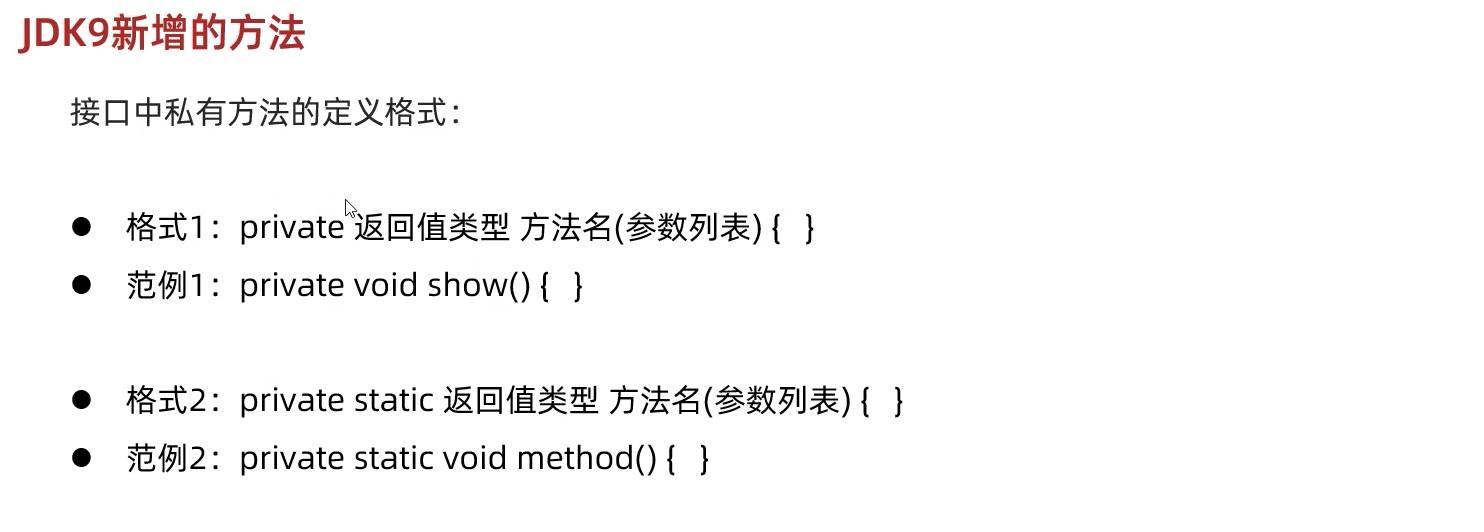 JDK9新增的方法
接口中私有方法的定义格式：
● 格式1：private 返回值类型 方法名(参数列表) {   }
● 范例1：private void show() {   }
● 格式2：private static 返回值类型 方法名(参数列表) {   }
● 范例2：private static void method() {   }